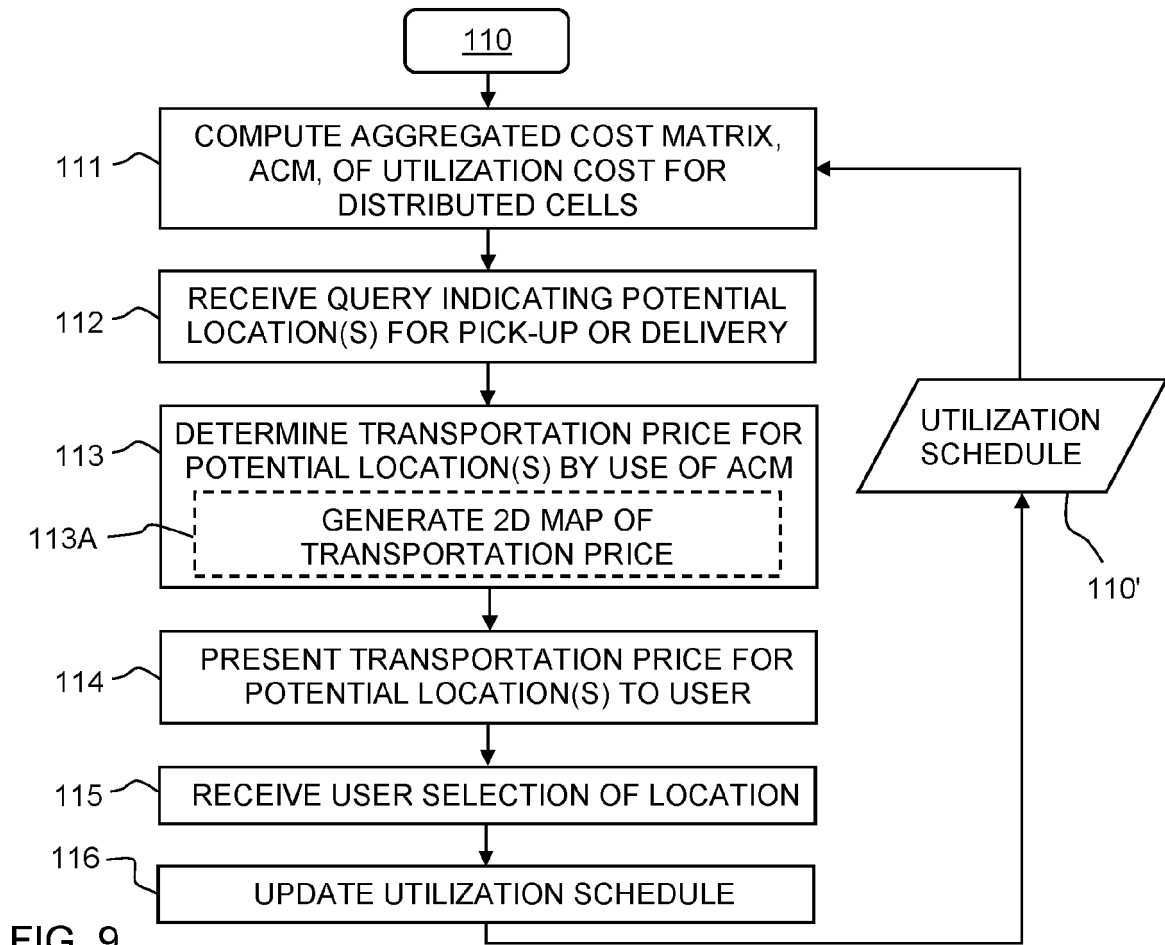 110
111
COMPUTE AGGREGATED COST MATRIX,
ACM, OF UTILIZATION COST FOR
DISTRIBUTED CELLS
112
RECEIVE QUERY INDICATING POTENTIAL
LOCATION(S) FOR PICK-UP OR DELIVERY
113
DETERMINE TRANSPORTATION PRICE FOR
POTENTIAL LOCATION(S) BY USE OF ACM
113A
GENERATE 2D MAP OF
TRANSPORTATION PRICE
114
PRESENT TRANSPORTATION PRICE FOR
POTENTIAL LOCATION(S) TO USER
115
RECEIVE USER SELECTION OF LOCATION
116
UPDATE UTILIZATION SCHEDULE
UTILIZATION
SCHEDULE
110'
FIG. 9